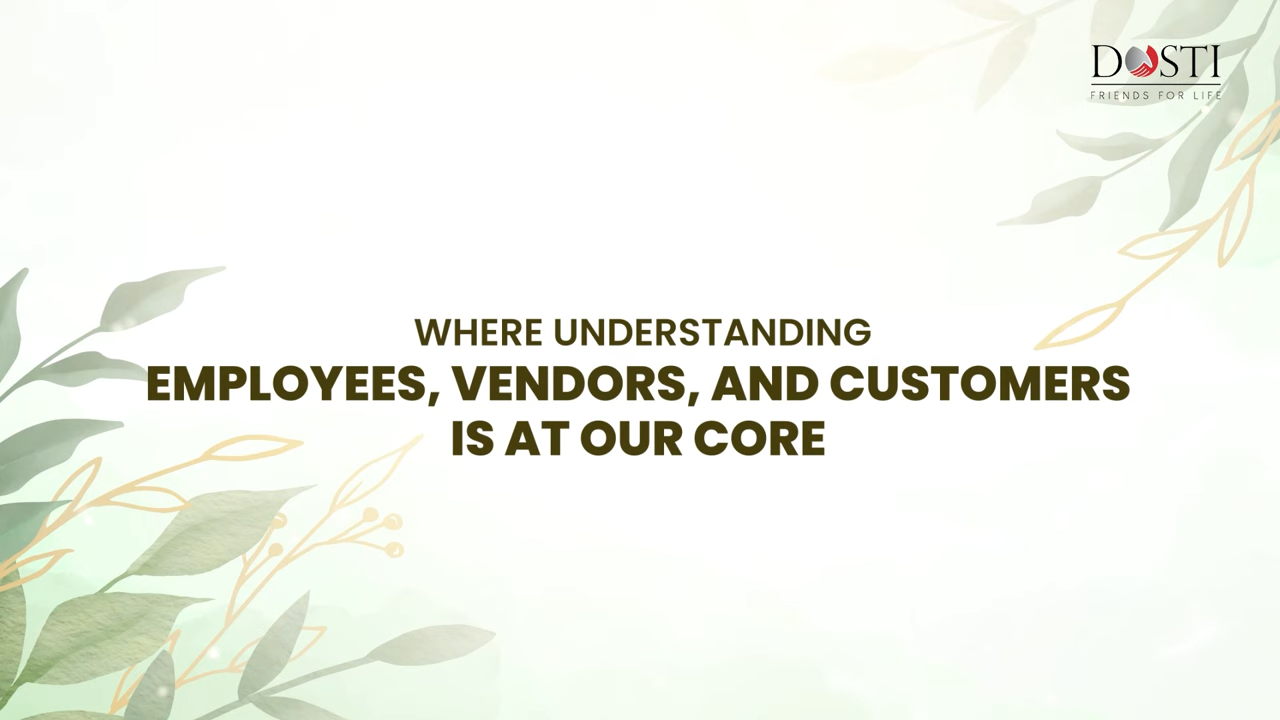 DOSTI
FRIENDS FOR LIFE
WHERE UNDERSTANDING
EMPLOYEES, VENDORS, AND CUSTOMERS
IS AT OUR CORE